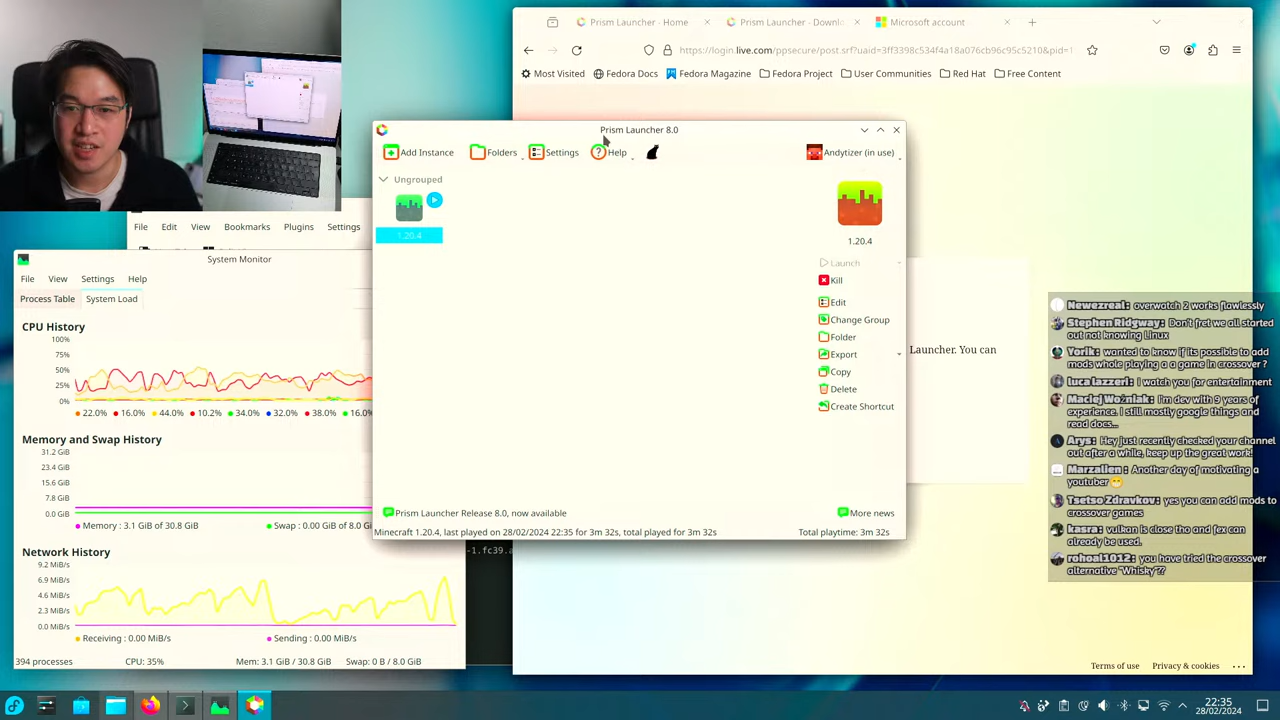 Prism Launcher - Home
Prism Launcher - Downlo
Microsoft account
https://login.live.com/ppsecure/post.srf?uaid=3ff3398c534f4a18a076cb96c95c5210&pid=1
Most Visited
Fedora Docs
Fedora Magazine
Fedora Project
User Communities
Red Hat
Free Content
Prism Launcher 8.0
Add Instance
Folders
Settings
Help
Andytizer (in use)
Ungrouped
1.20.4
1.20.4
Launch
Kill
Edit
Change Group
Folder
Export
Copy
Delete
Create Shortcut
Prism Launcher Release 8.0, now available
More news
Minecraft 1.20.4, last played on 28/02/2024 22:35 for 3m 32s, total played for 3m 32s
Total playtime: 3m 32s
File Edit View Bookmarks Plugins Settings
System Monitor
File View Settings Help
Process Table
System Load
CPU History
100%
75%
50%
25%
0%
22.0% 16.0% 44.0% 10.2% 34.0% 32.0% 38.0% 16.0%
Memory and Swap History
31.2 GiB
23.4 GiB
15.6 GiB
7.8 GiB
0.0 GiB
Memory : 3.1 GiB of 30.8 GiB
Swap : 0.00 GiB of 8.0 G
Network History
9.2 MiB/s
6.9 MiB/s
4.6 MiB/s
2.3 MiB/s
0.0 MiB/s
Receiving : 0.00 MiB/s
Sending : 0.00 MiB/s
394 processes
CPU: 35%
Mem: 3.1 GiB / 30.8 GiB
Swap: 0 B / 8.0 GiB
-1.fc39.a
Launcher. You can
Newezreal: overwatch 2 works flawlessly
Stephen Ridgway: Don't fret we all started
out not knowing Linux
Yorik: wanted to know if its possible to add
mods whole playing a a game in crossover ?
luca lazzeri: I watch you for entertainment
Maciej Woźniak: I'm dev with 9 years of
experience. I still mostly google things and
read docs...
Arys: Hey just recently checked your channel
out after a while, keep up the great work!
Marzalien: Another day of motivating a
youtuber
Tsetso Zdravkov: yes you can add mods to
crossover games
kasra: vulkan is close tho and fex can
already be used.
rohoal1012: you have tried the crossover
alternative "Whisky"??
Terms of use
Privacy & cookies
22:35
28/02/2024